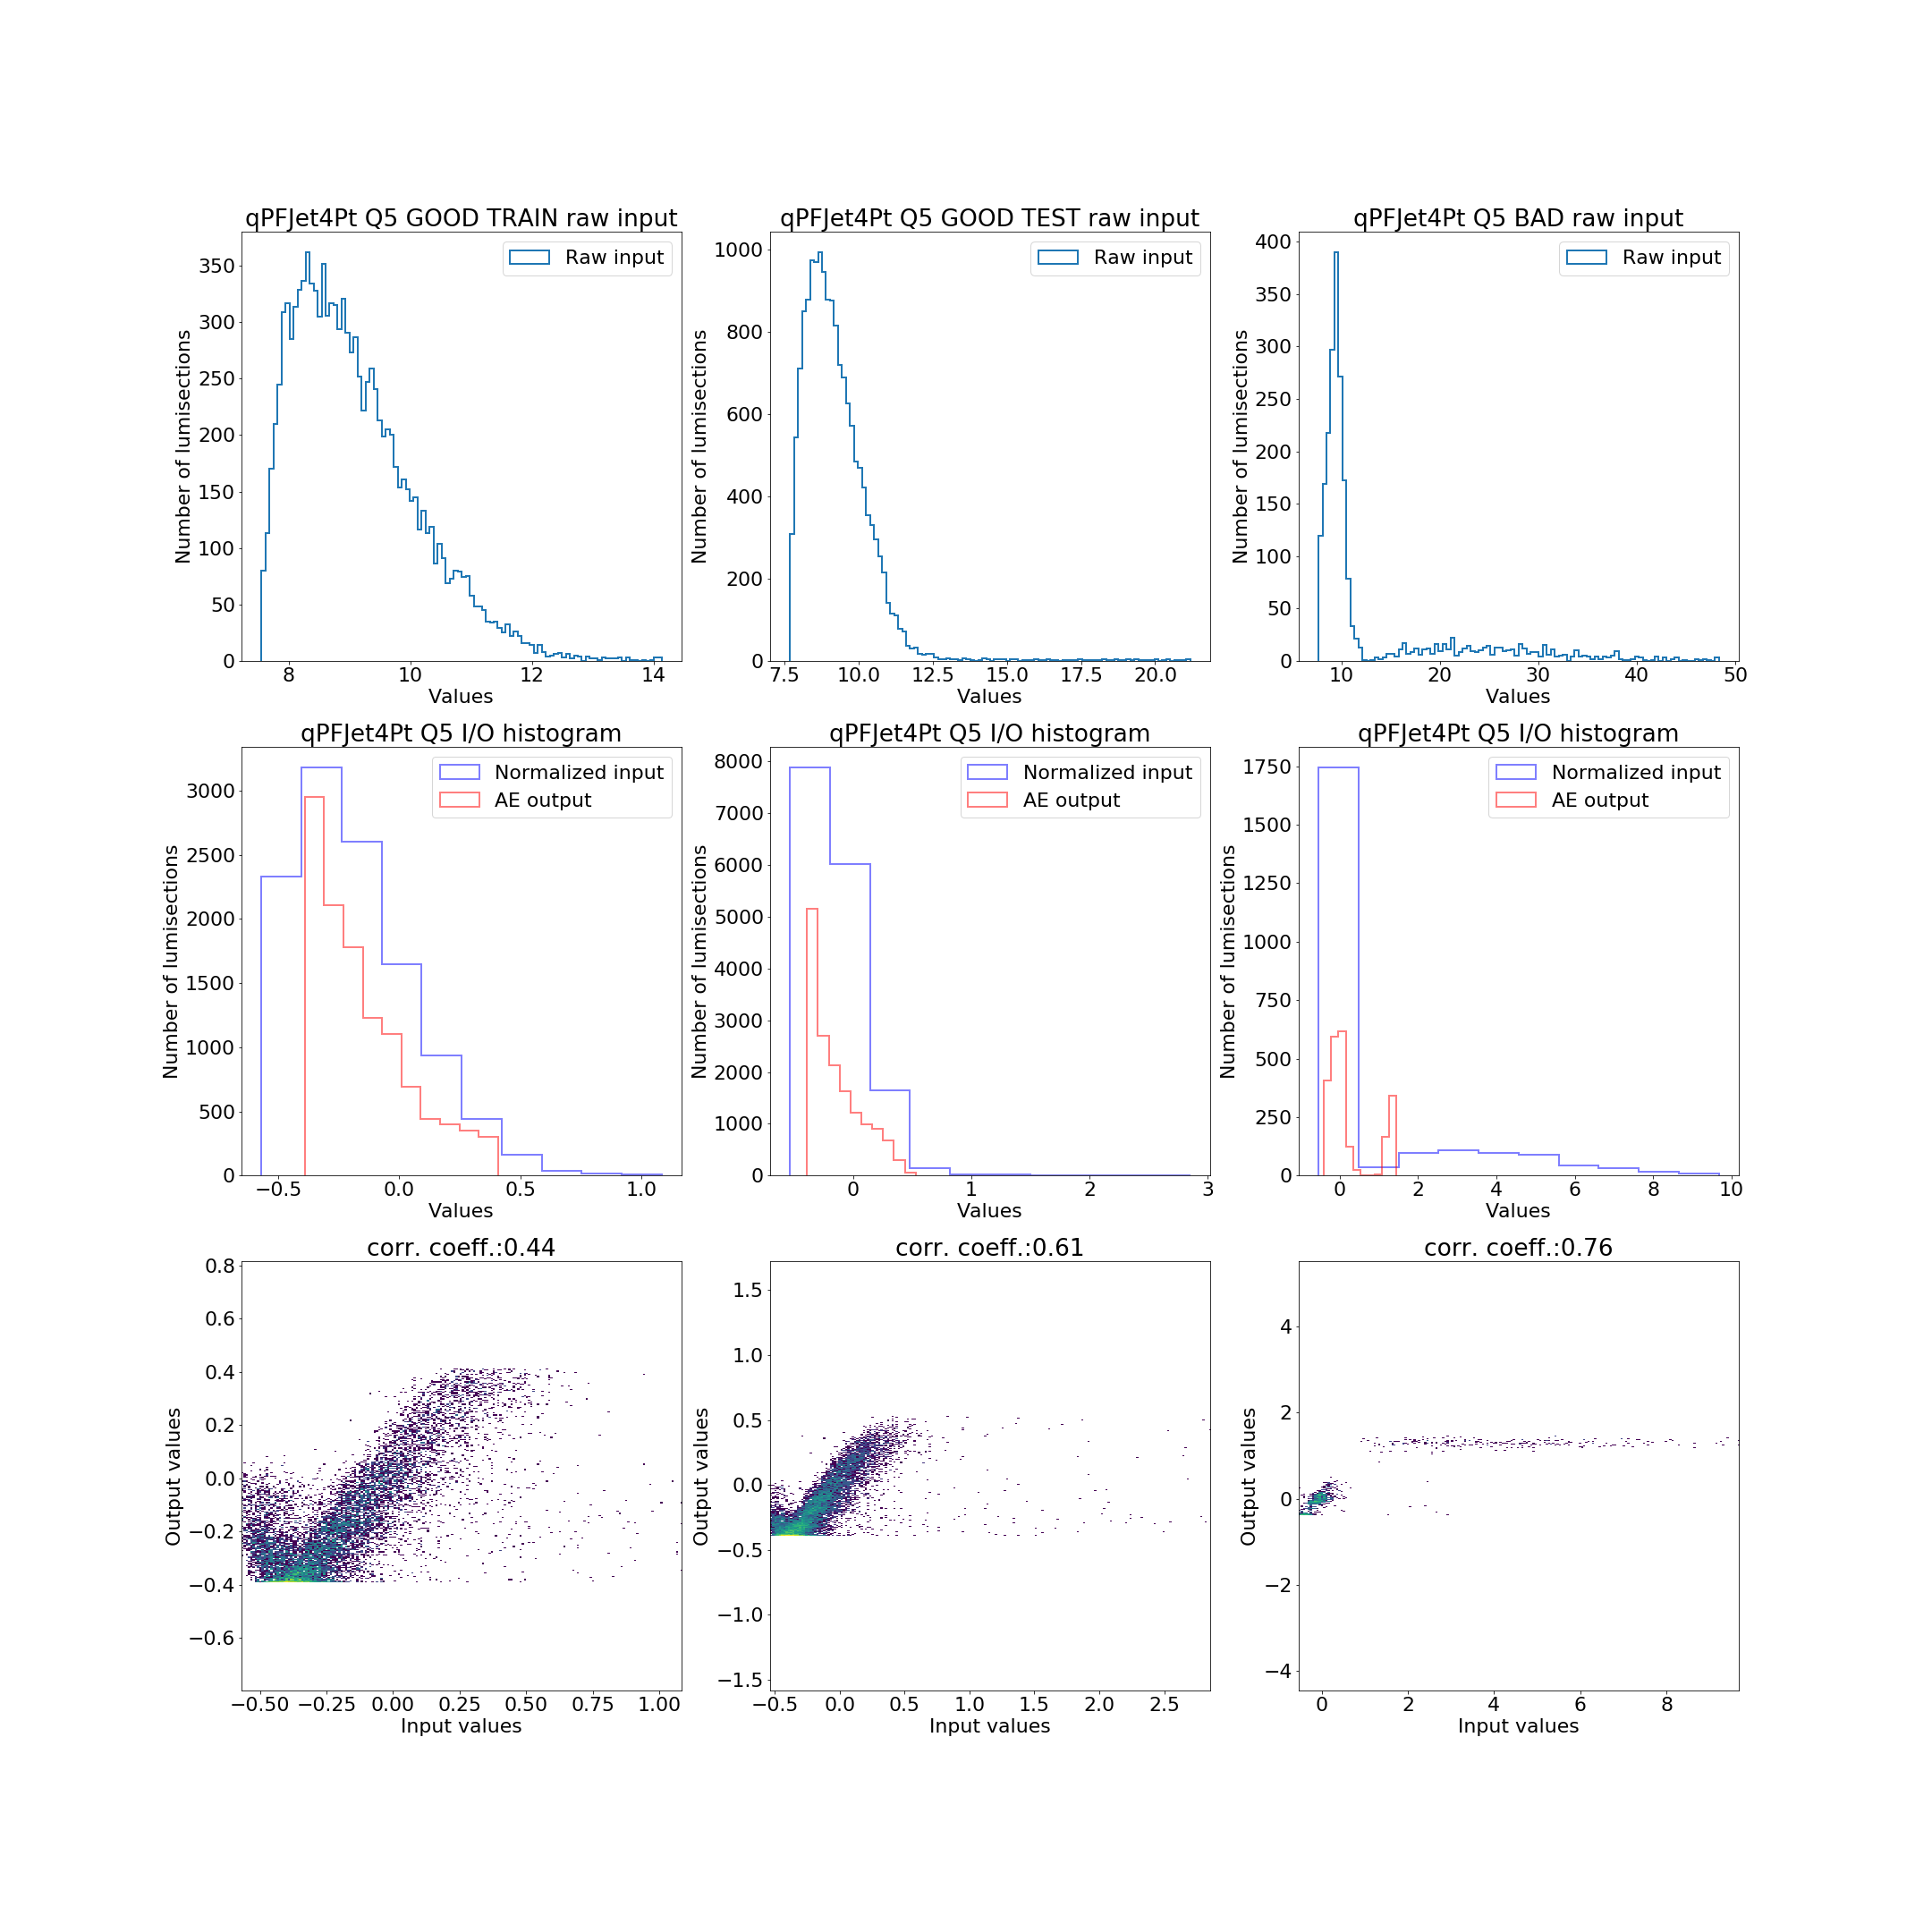 qPFJet4Pt Q5 GOOD TRAIN raw input
Raw input
Number of lumisections
350
300
250
200
150
100
50
0
8 10 12 14
Values
qPFJet4Pt Q5 GOOD TEST raw input
Raw input
Number of lumisections
1000
800
600
400
200
0
7.5 10.0 12.5 15.0 17.5 20.0
Values
qPFJet4Pt Q5 BAD raw input
Raw input
Number of lumisections
400
350
300
250
200
150
100
50
0
10 20 30 40 50
Values
qPFJet4Pt Q5 I/O histogram
Normalized input
AE output
Number of lumisections
3000
2500
2000
1500
1000
500
0
−0.5 0.0 0.5 1.0
Values
qPFJet4Pt Q5 I/O histogram
Normalized input
AE output
Number of lumisections
8000
7000
6000
5000
4000
3000
2000
1000
0
0 1 2 3
Values
qPFJet4Pt Q5 I/O histogram
Normalized input
AE output
Number of lumisections
1750
1500
1250
1000
750
500
250
0
0 2 4 6 8 10
Values
corr. coeff.:0.44
Output values
0.8
0.6
0.4
0.2
0.0
−0.2
−0.4
−0.6
−0.50 −0.25 0.00 0.25 0.50 0.75 1.00
Input values
corr. coeff.:0.61
Output values
1.5
1.0
0.5
0.0
−0.5
−1.0
−1.5
−0.5 0.0 0.5 1.0 1.5 2.0 2.5
Input values
corr. coeff.:0.76
Output values
4
2
0
−2
−4
0 2 4 6 8
Input values